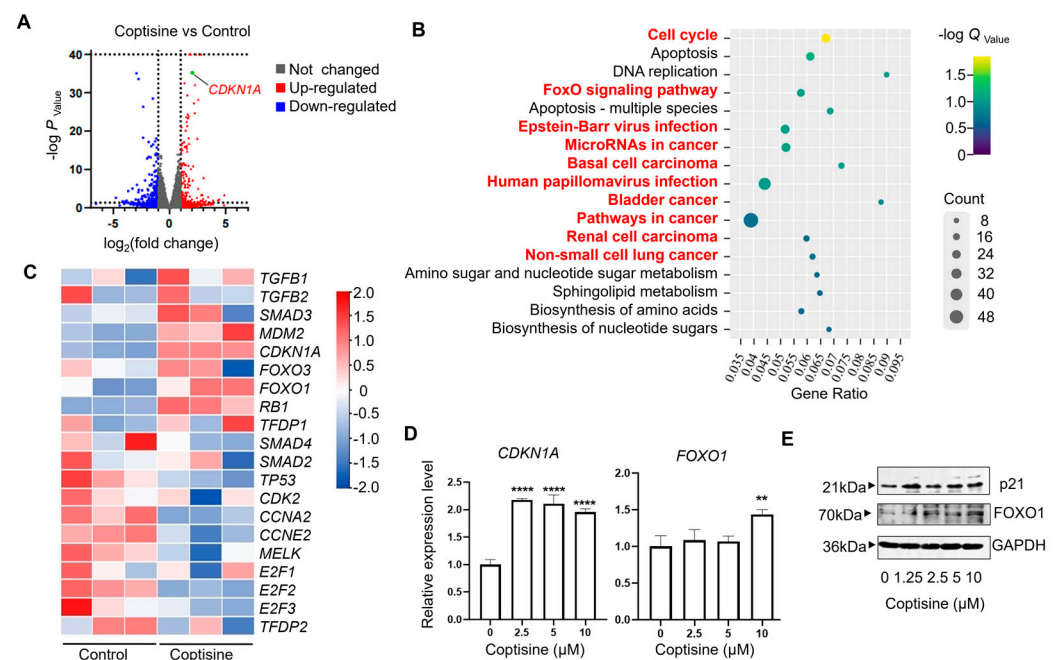 A
Coptisine vs Control
-log P Value
40
30
20
10
0
-5
0
5
log2(fold change)
CDKN1A
Not changed
Up-regulated
Down-regulated
B
Cell cycle
Apoptosis
DNA replication
FoxO signaling pathway
Apoptosis - multiple species
Epstein-Barr virus infection
MicroRNAs in cancer
Basal cell carcinoma
Human papillomavirus infection
Bladder cancer
Pathways in cancer
Renal cell carcinoma
Non-small cell lung cancer
Amino sugar and nucleotide sugar metabolism
Sphingolipid metabolism
Biosynthesis of amino acids
Biosynthesis of nucleotide sugars
0.035
0.04
0.045
0.05
0.055
0.06
0.065
0.07
0.075
0.08
0.085
0.09
0.095
Gene Ratio
-log Q Value
1.5
1.0
0.5
0
Count
8
16
24
32
40
48
C
TGFB1
TGFB2
SMAD3
MDM2
CDKN1A
FOXO3
FOXO1
RB1
TFDP1
SMAD4
SMAD2
TP53
CDK2
CCNA2
CCNE2
MELK
E2F1
E2F2
E2F3
TFDP2
Control
Coptisine
2.0
1.5
1.0
0.5
0
-0.5
-1.0
-1.5
-2.0
D
CDKN1A
Relative expression level
2.5
2.0
1.5
1.0
0.5
0.0
****
****
****
0
2.5
5
10
Coptisine (µM)
FOXO1
2.0
1.5
1.0
0.5
0.0
**
0
2.5
5
10
Coptisine (µM)
E
21kDa
p21
70kDa
FOXO1
36kDa
GAPDH
0 1.25 2.5 5 10
Coptisine (µM)